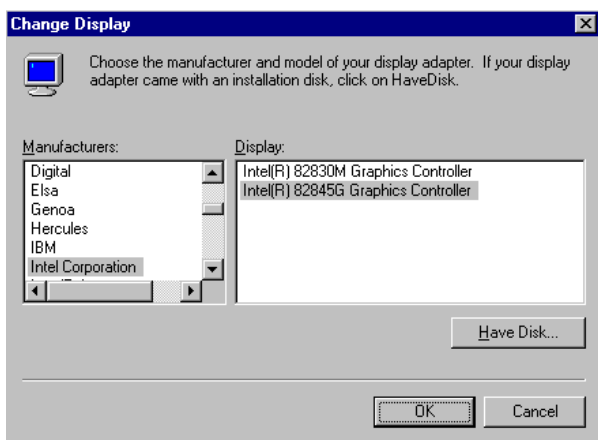 Change Display
Choose the manufacturer and model of your display adapter. If your display
adapter came with an installation disk, click on HaveDisk.
Manufacturers:
Digital
Elsa
Genoa
Hercules
IBM
Intel Corporation
Display:
Intel(R) 82830M Graphics Controller
Intel(R) 82845G Graphics Controller
Have Disk...
OK
Cancel